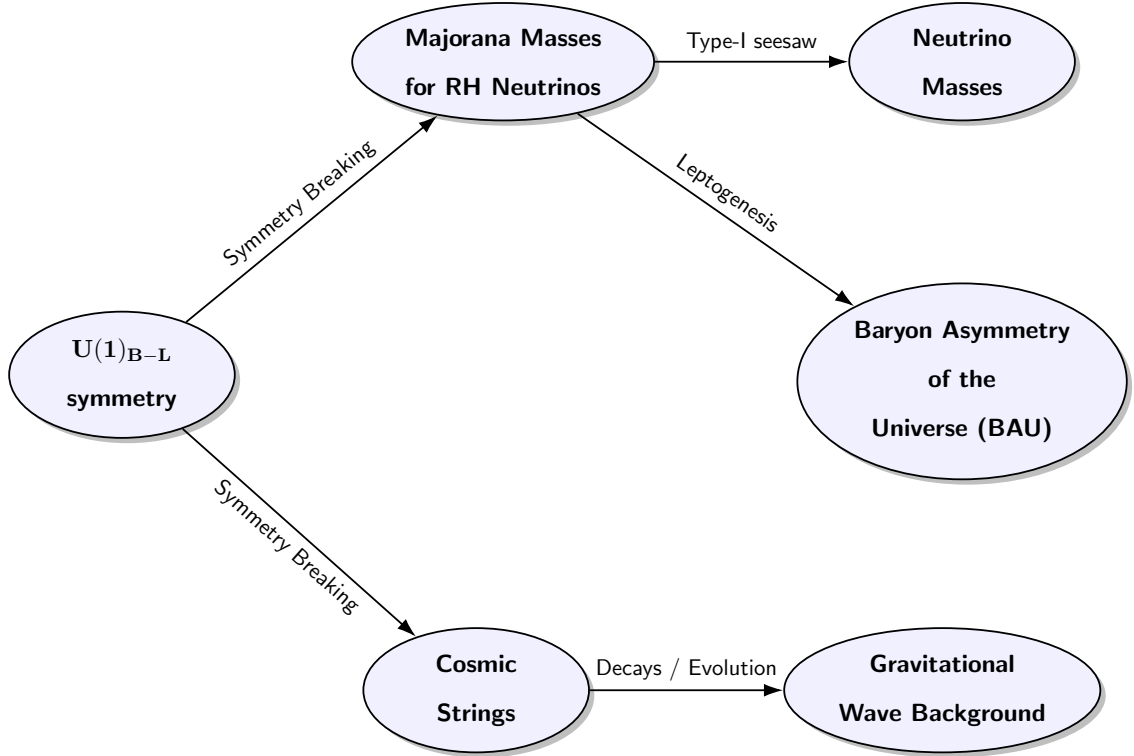 Majorana Masses
for RH Neutrinos
Type-I seesaw
Neutrino
Masses
Symmetry Breaking
Leptogenesis
U(1)B−L
symmetry
Baryon Asymmetry
of the
Universe (BAU)
Symmetry Breaking
Cosmic
Strings
Decays / Evolution
Gravitational
Wave Background